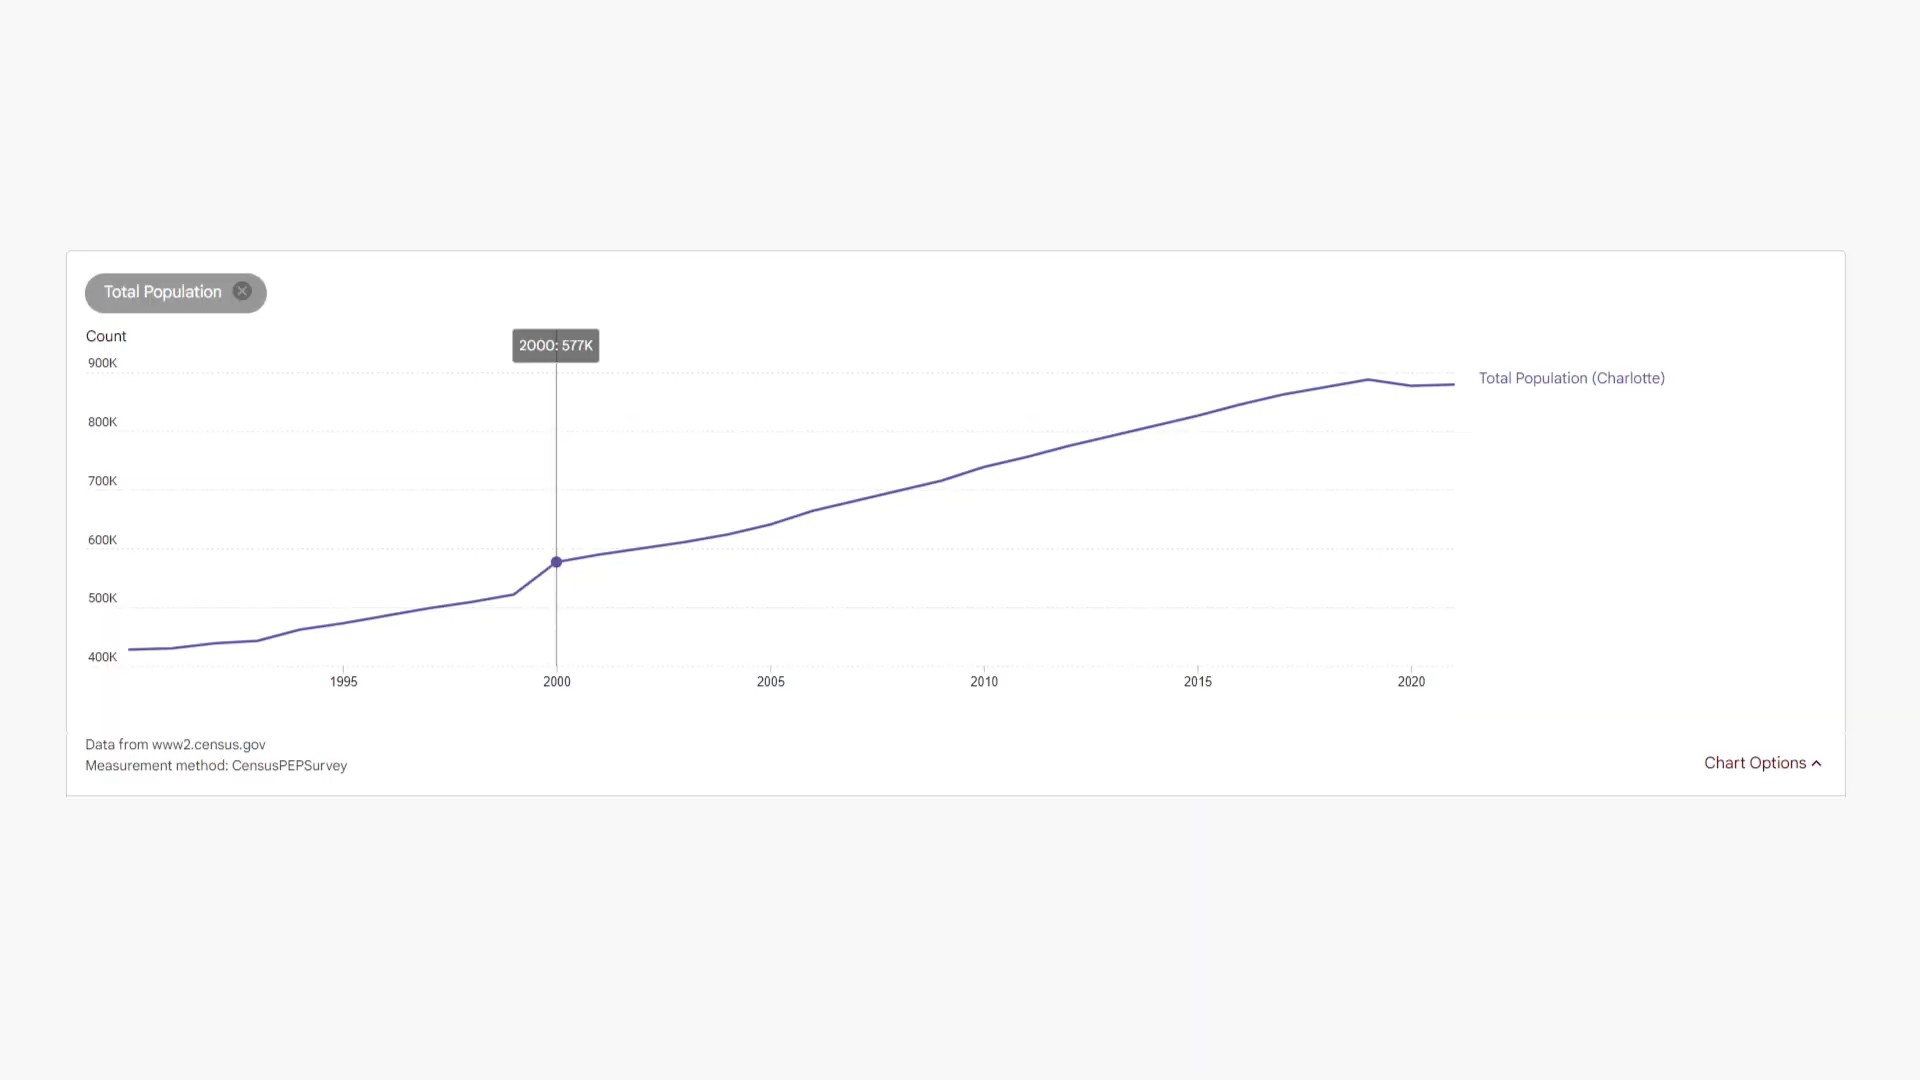 Total Population
Count
2000: 577K
900K
Total Population (Charlotte)
800K
700K
600K
500K
400K
1995 2000 2005 2010 2015 2020
Data from www2.census.gov
Measurement method: CensusPEPSurvey
Chart Options